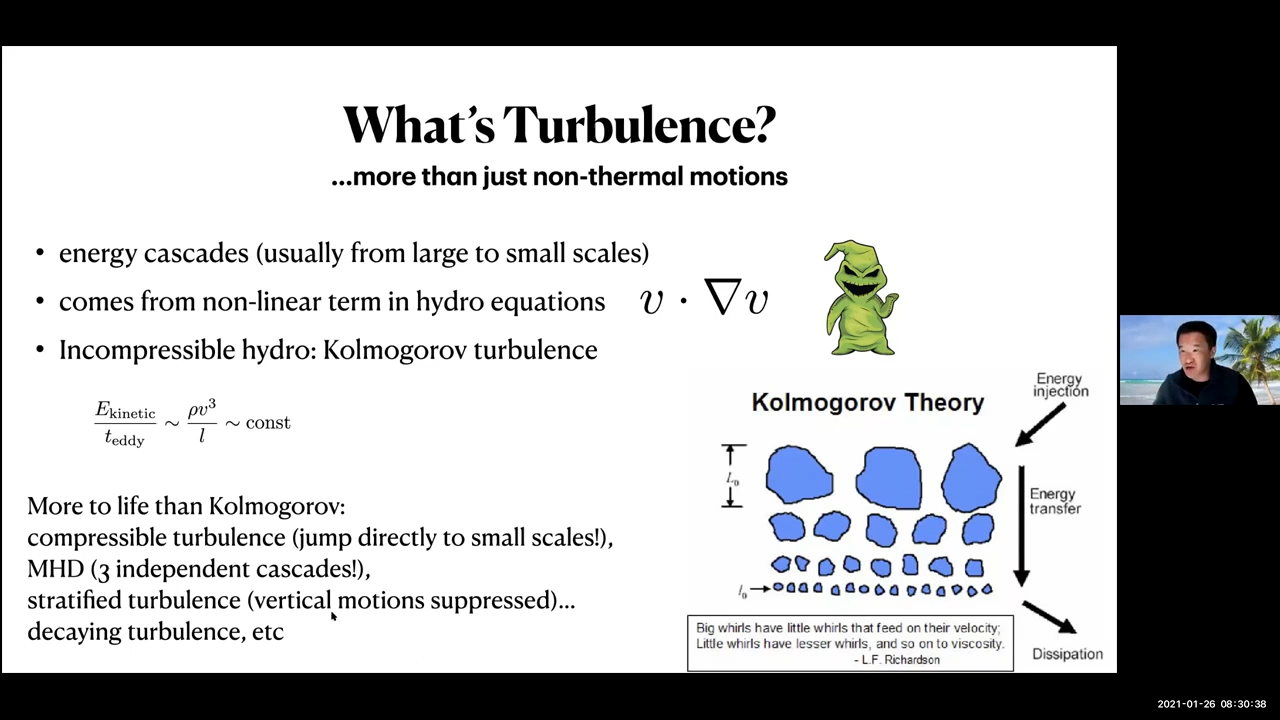 What's Turbulence?
...more than just non-thermal motions
• energy cascades (usually from large to small scales)
• comes from non-linear term in hydro equations v · ∇v
• Incompressible hydro: Kolmogorov turbulence
E_kinetic / t_eddy ~ ρv³ / l ~ const
More to life than Kolmogorov:
compressible turbulence (jump directly to small scales!),
MHD (3 independent cascades!),
stratified turbulence (vertical motions suppressed)...
decaying turbulence, etc
Kolmogorov Theory
Energy
injection
L₀
Energy
transfer
l₀
Big whirls have little whirls that feed on their velocity;
Little whirls have lesser whirls, and so on to viscosity.
- L.F. Richardson
Dissipation
2021-01-26 08:30:38